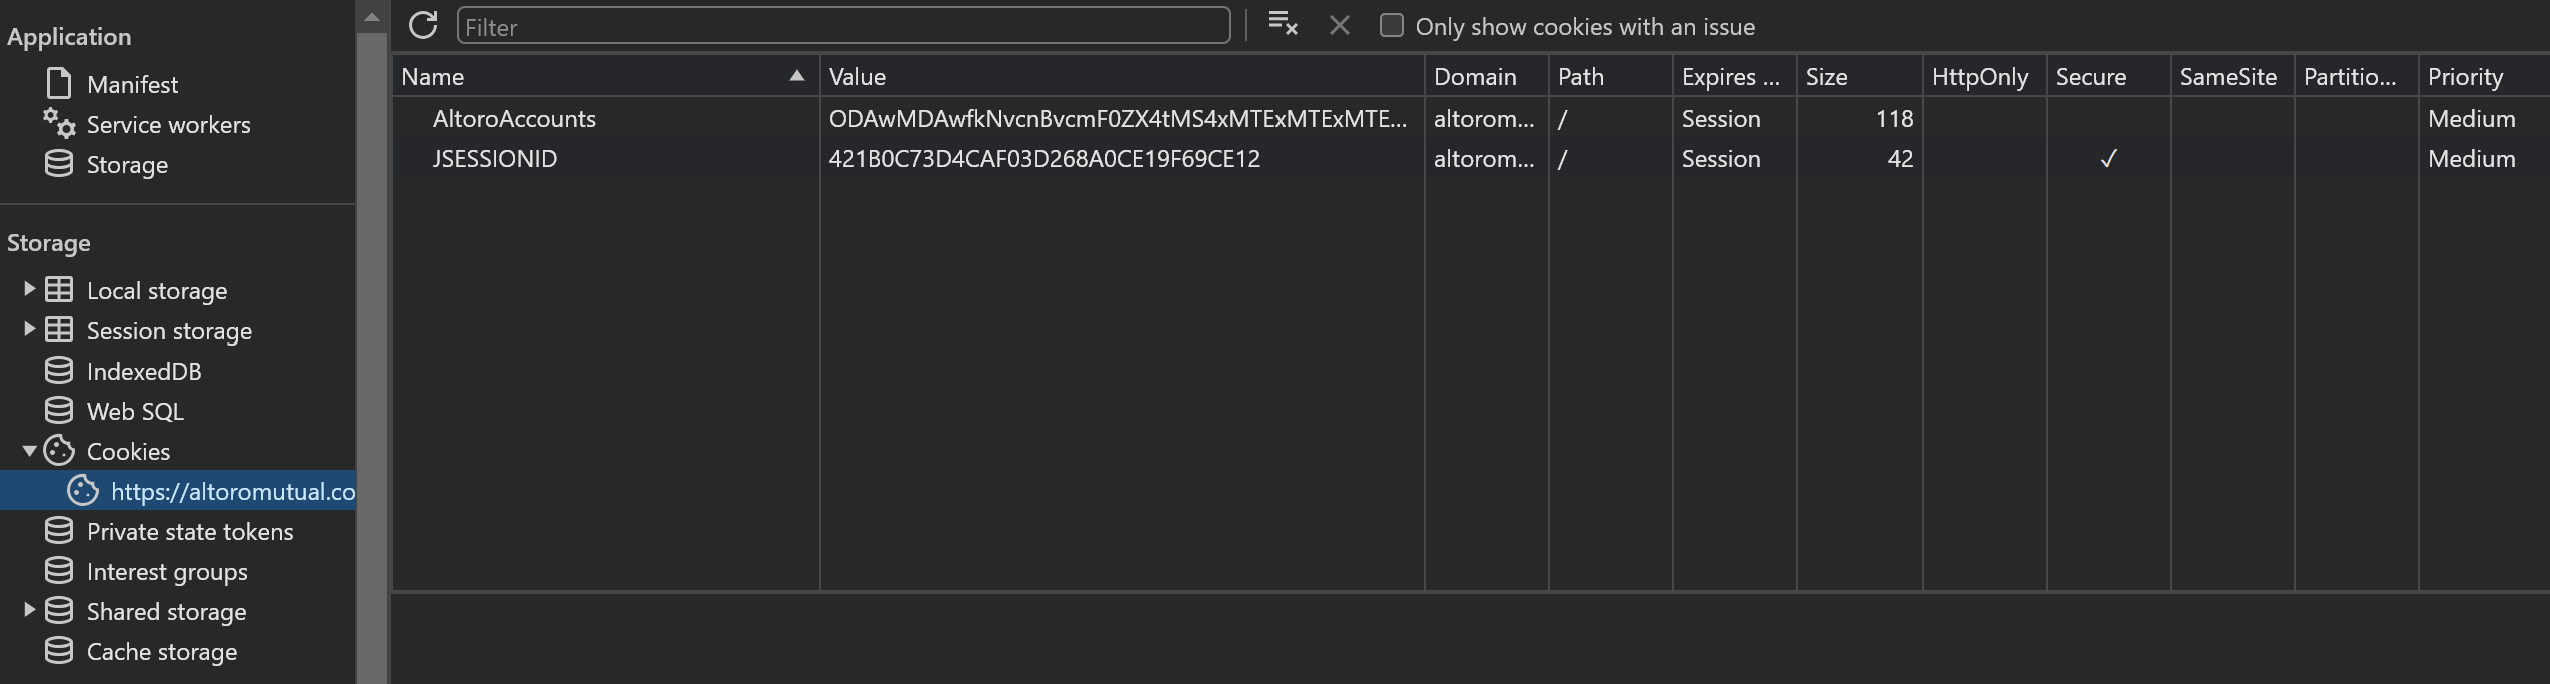 Application
Manifest
Service workers
Storage
Storage
Local storage
Session storage
IndexedDB
Web SQL
Cookies
https://altoromutual.co
Private state tokens
Interest groups
Shared storage
Cache storage
Filter
Only show cookies with an issue
Name Value Domain Path Expires ... Size HttpOnly Secure SameSite Partitio... Priority
AltoroAccounts ODAwMDAwfkNvcnBvcmF0ZX4tMS4xMTExMTExMTE... altorom... / Session 118 Medium
JSESSIONID 421B0C73D4CAF03D268A0CE19F69CE12 altorom... / Session 42 ✓ Medium